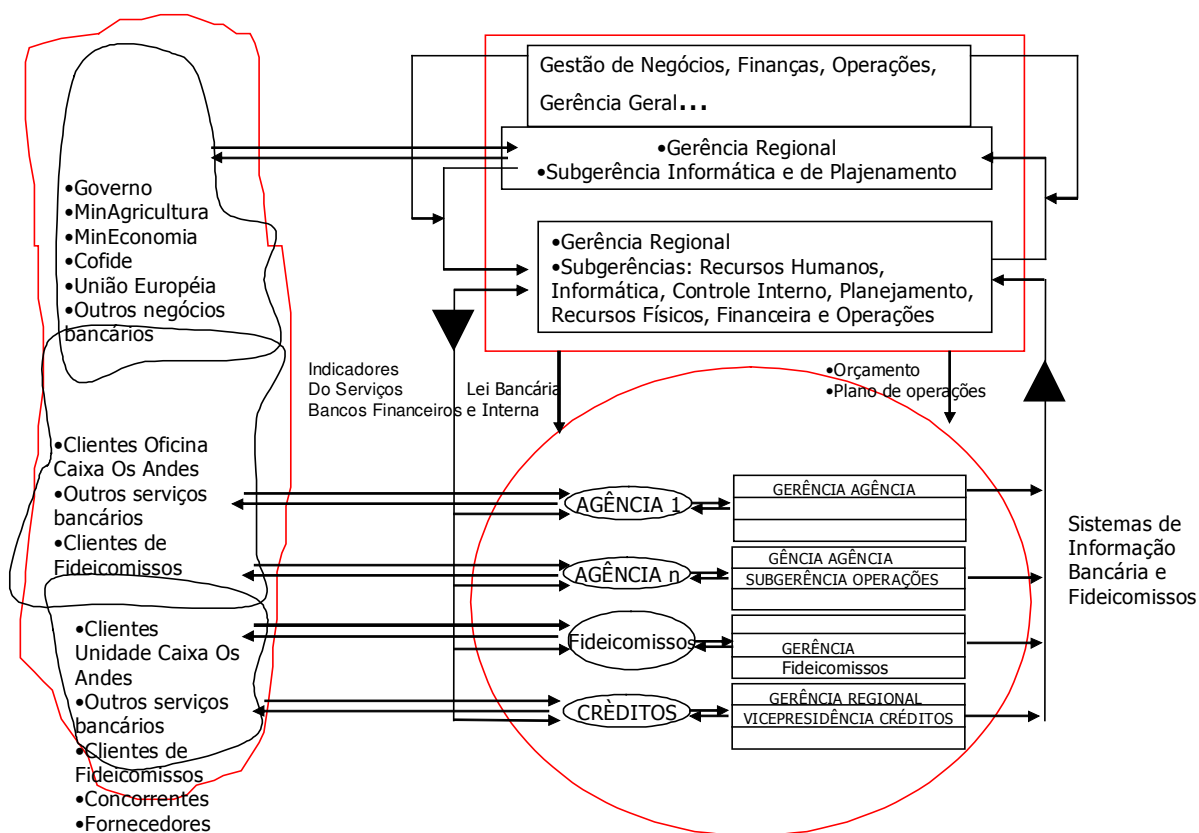 Gestão de Negócios, Finanças, Operações,
Gerência Geral...
•Gerência Regional
•Subgerência Informática e de Plajenamento
•Governo
•MinAgricultura
•MinEconomia
•Cofide
•União Européia
•Outros negócios
bancários
•Gerência Regional
•Subgerências: Recursos Humanos,
Informática, Controle Interno, Planejamento,
Recursos Físicos, Financeira e Operações
Indicadores
Do Serviços Lei Bancária
Bancos Financeiros e Interna
•Orçamento
•Plano de operações
•Clientes Oficina
Caixa Os Andes
•Outros serviços
bancários
•Clientes de
Fideicomissos
AGÊNCIA 1
GERÊNCIA AGÊNCIA
AGÊNCIA n
GÊNCIA AGÊNCIA
SUBGERÊNCIA OPERAÇÕES
Sistemas de
Informação
Bancária e
Fideicomissos
•Clientes
Unidade Caixa Os
Andes
•Outros serviços
bancários
•Clientes de
Fideicomissos
•Concorrentes
•Fornecedores
Fideicomissos
GERÊNCIA
Fideicomissos
CRÈDITOS
GERÊNCIA REGIONAL
VICEPRESIDÊNCIA CRÉDITOS